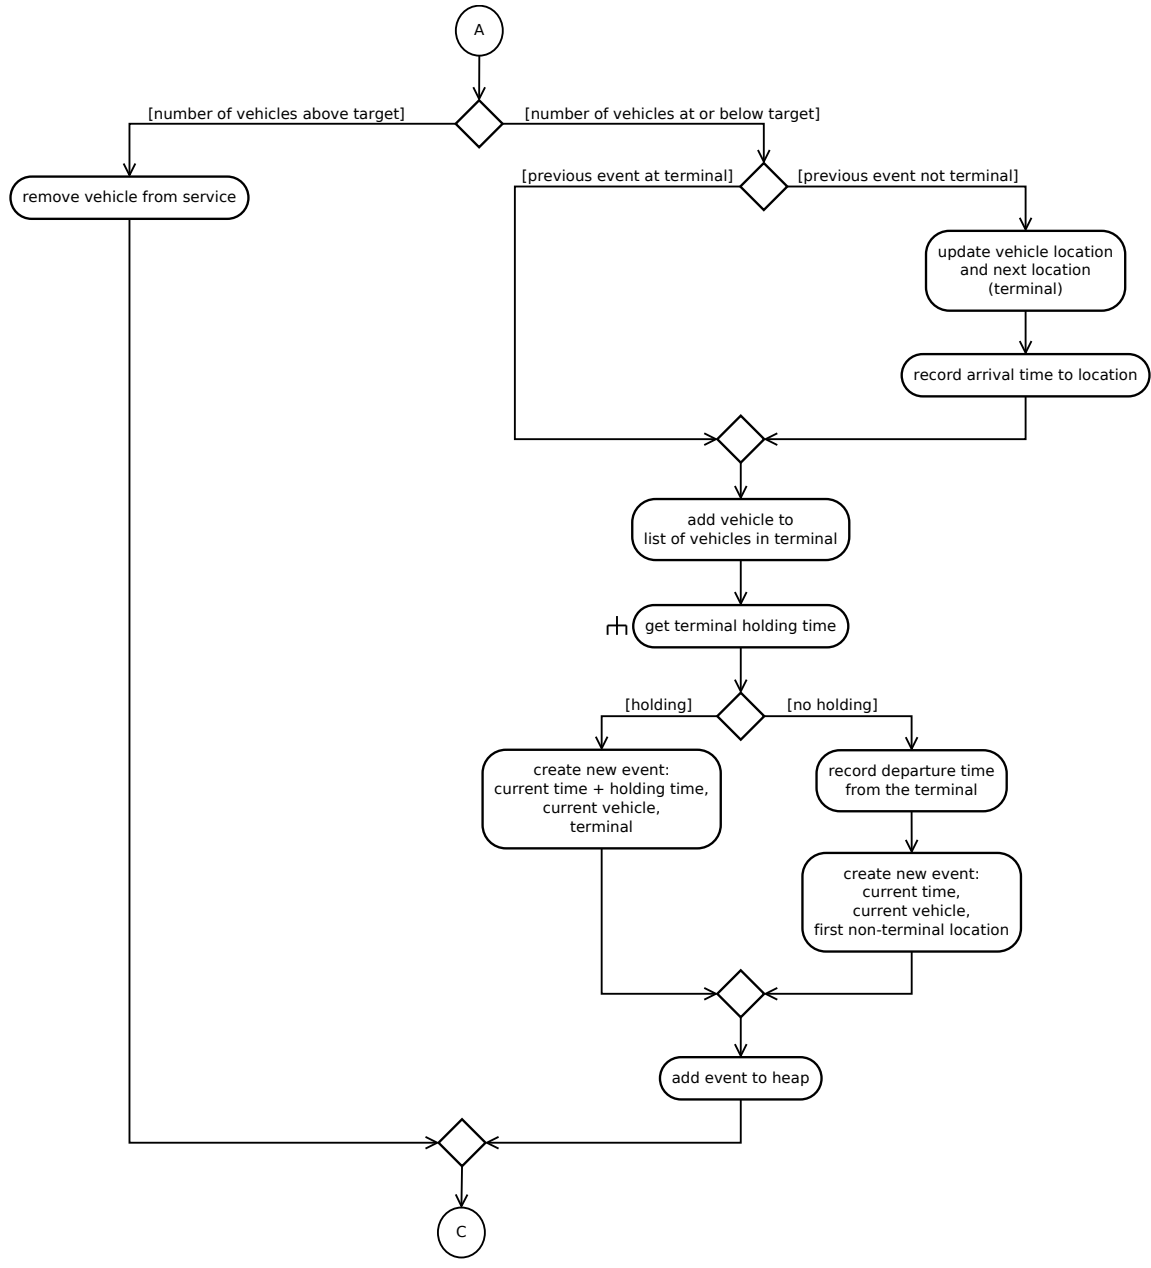 A
[number of vehicles above target]
[number of vehicles at or below target]
remove vehicle from service
[previous event at terminal]
[previous event not terminal]
update vehicle location
and next location
(terminal)
record arrival time to location
add vehicle to
list of vehicles in terminal
get terminal holding time
[holding]
[no holding]
create new event:
current time + holding time,
current vehicle,
terminal
record departure time
from the terminal
create new event:
current time,
current vehicle,
first non-terminal location
add event to heap
C